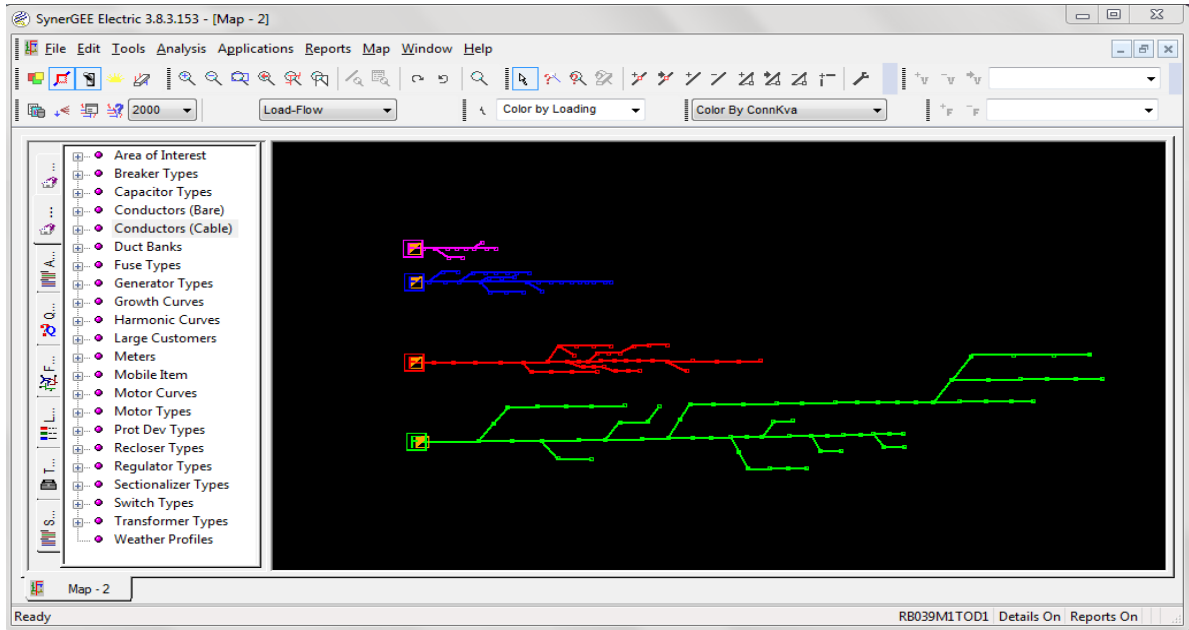 SynerGEE Electric 3.8.3.153 - [Map - 2]
File Edit Tools Analysis Applications Reports Map Window Help
2000 Load-Flow Color by Loading Color By ConnKva
Area of Interest
Breaker Types
Capacitor Types
Conductors (Bare)
Conductors (Cable)
Duct Banks
Fuse Types
Generator Types
Growth Curves
Harmonic Curves
Large Customers
Meters
Mobile Item
Motor Curves
Motor Types
Prot Dev Types
Recloser Types
Regulator Types
Sectionalizer Types
Switch Types
Transformer Types
Weather Profiles
A...
F...
T...
S...
Map - 2
Ready RB039M1TOD1 Details On Reports On